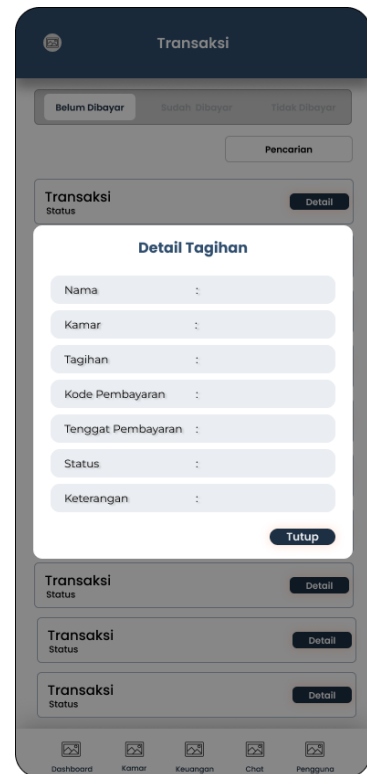 Transaksi
Belum Dibayar Sudah Dibayar Tidak Dibayar
Pencarian
Transaksi
Status
Detail
Detail Tagihan
Nama :
Kamar :
Tagihan :
Kode Pembayaran :
Tenggat Pembayaran :
Status :
Keterangan :
Tutup
Transaksi
Status
Detail
Transaksi
Status
Detail
Transaksi
Status
Detail
Dashboard Kamar Keuangan Chat Pengguna